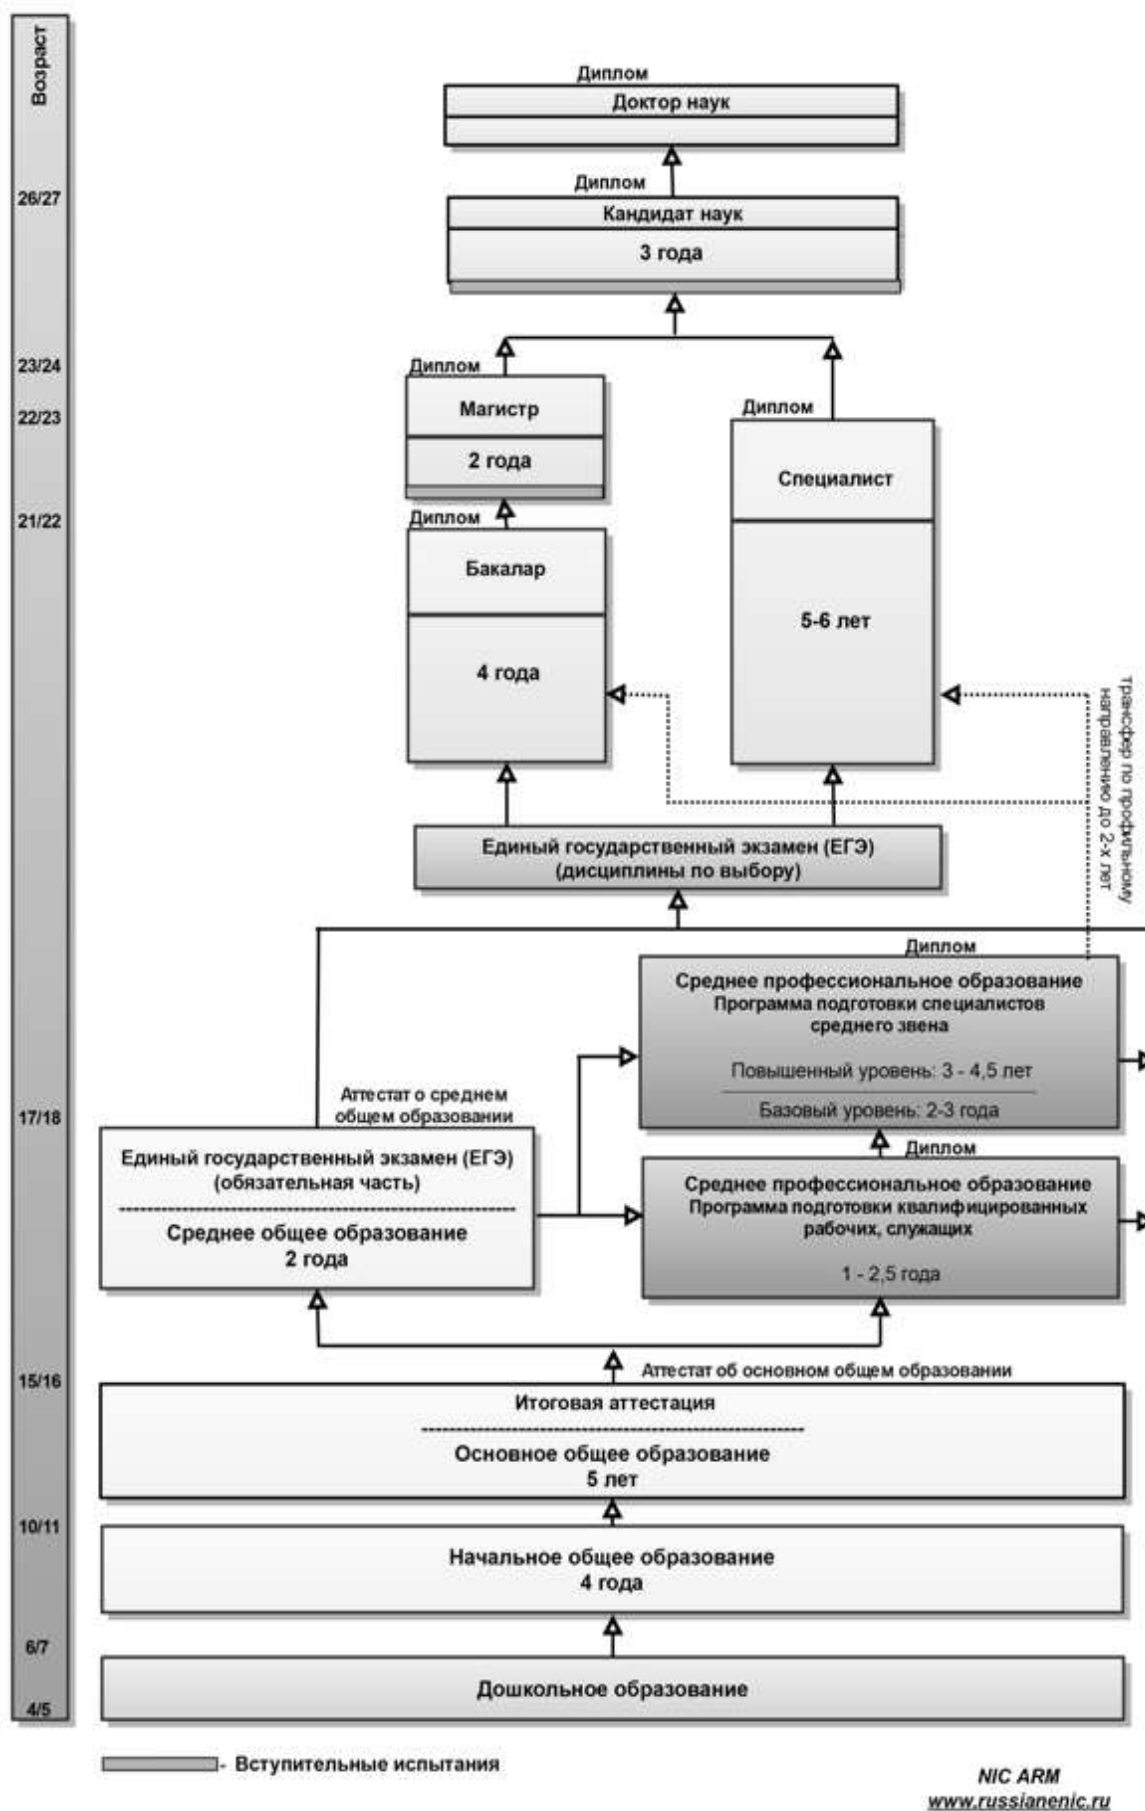 Возраст
Диплом
Доктор наук
26/27
Диплом
Кандидат наук
3 года
23/24
Диплом
Магистр
2 года
22/23
Диплом
Специалист
5-6 лет
21/22
Диплом
Бакалар
4 года
трансфер по профильному
направлению до 2-х лет
Единый государственный экзамен (ЕГЭ)
(дисциплины по выбору)
Диплом
Среднее профессиональное образование
Программа подготовки специалистов
среднего звена
Повышенный уровень: 3 - 4,5 лет
Базовый уровень: 2-3 года
17/18
Аттестат о среднем
общем образовании
Единый государственный экзамен (ЕГЭ)
(обязательная часть)
Среднее общее образование
2 года
Диплом
Среднее профессиональное образование
Программа подготовки квалифицированных
рабочих, служащих
1 - 2,5 года
15/16
Аттестат об основном общем образовании
Итоговая аттестация
Основное общее образование
5 лет
10/11
Начальное общее образование
4 года
6/7
Дошкольное образование
4/5
- Вступительные испытания
NIC ARM
www.russianenic.ru